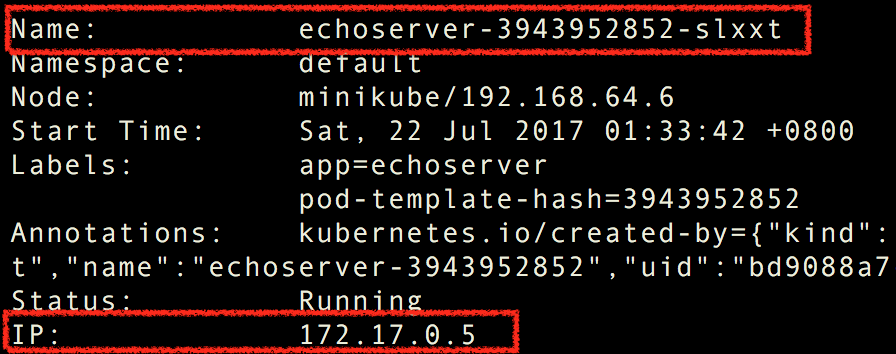 Name: echoserver-3943952852-slxxt
Namespace: default
Node: minikube/192.168.64.6
Start Time: Sat, 22 Jul 2017 01:33:42 +0800
Labels: app=echoserver
pod-template-hash=3943952852
Annotations: kubernetes.io/created-by={"kind":
t","name":"echoserver-3943952852","uid":"bd9088a7
Status: Running
IP: 172.17.0.5